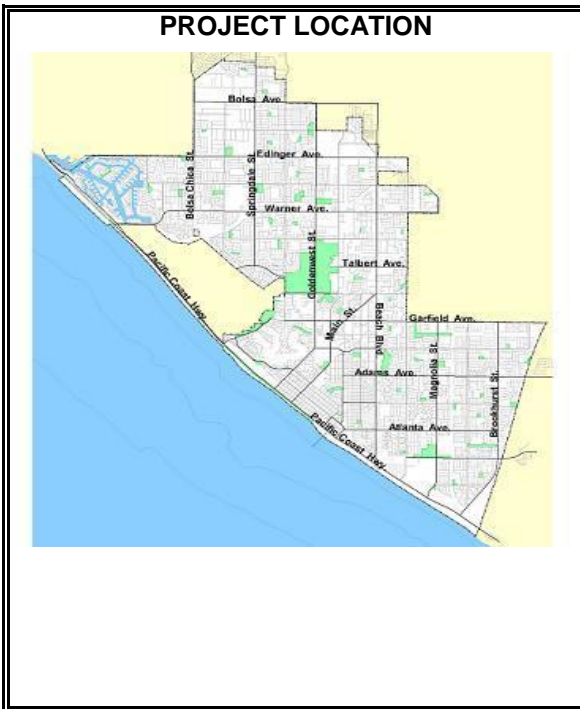 PROJECT LOCATION
Bolsa Ave.
Edinger Ave.
Bolsa Chica St.
Springdale St.
Warner Ave.
Goldenwest St.
Talbert Ave.
Pacific Coast Hwy
Main St.
Beach Blvd
Garfield Ave.
Magnolia St.
Adams Ave.
Brookhurst St.
Atlanta Ave.
Pacific Coast Hwy